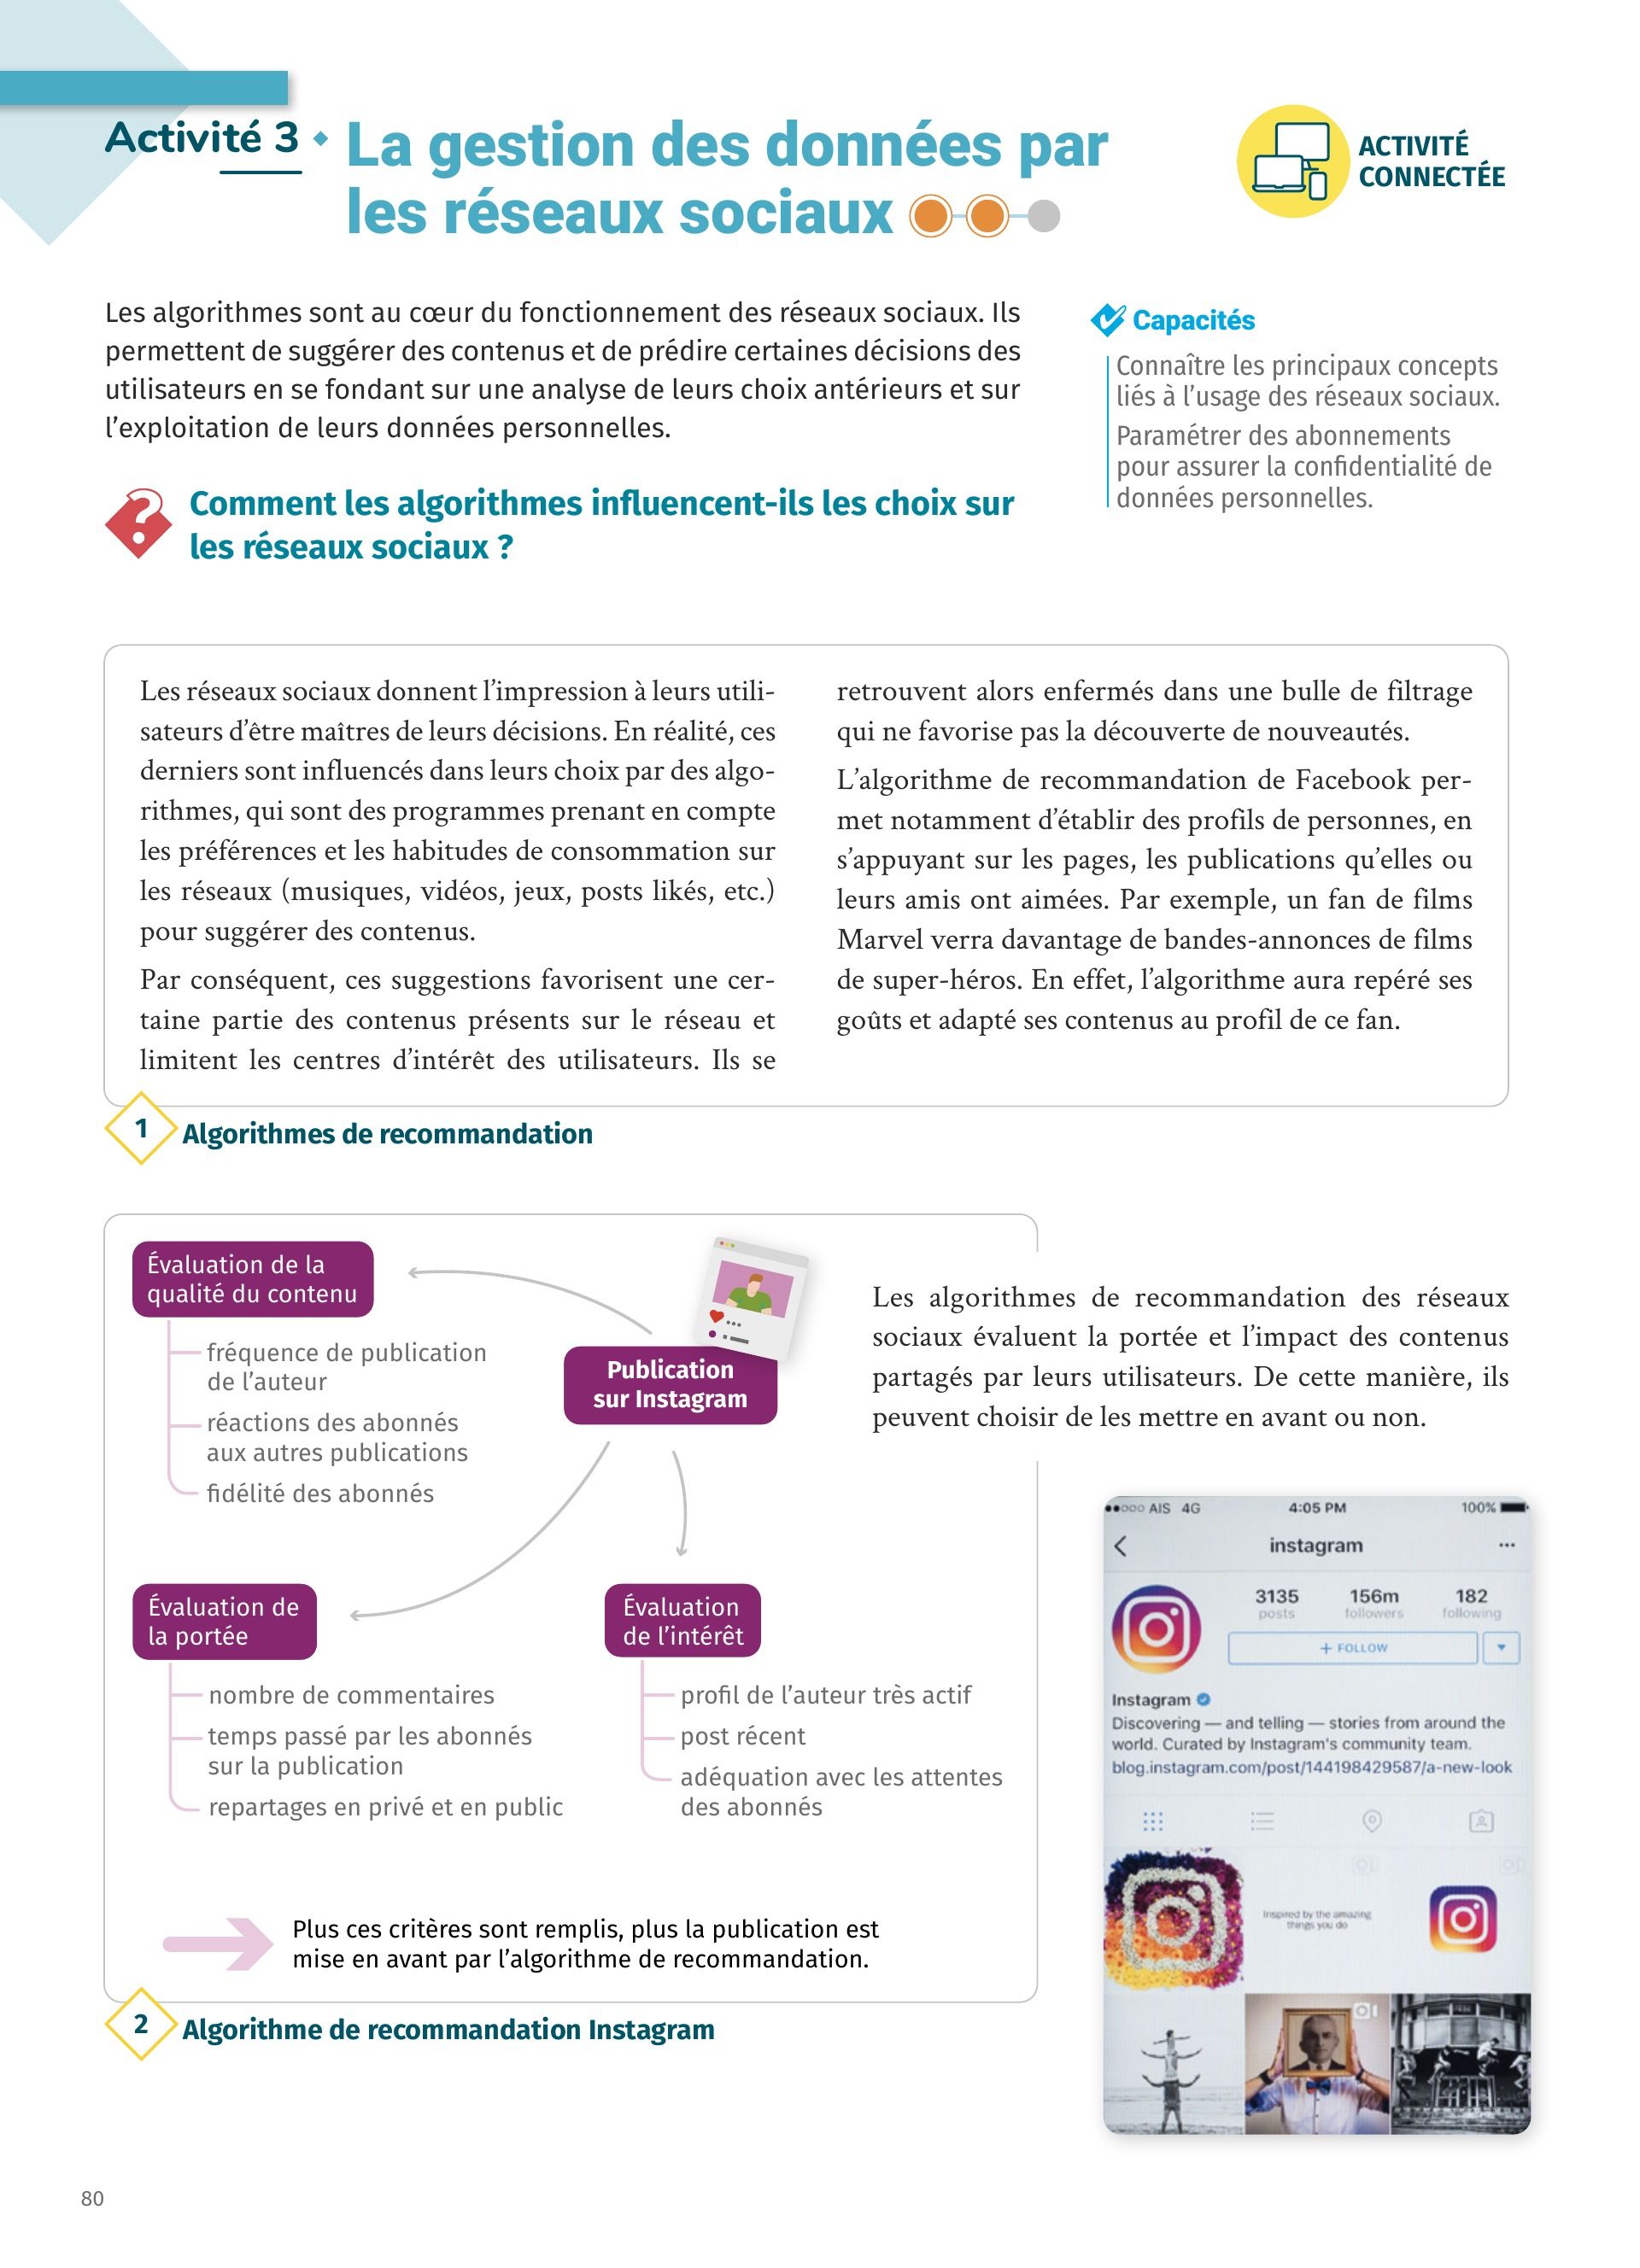 Activité 3
La gestion des données par
les réseaux sociaux
ACTIVITÉ
CONNECTÉE
Les algorithmes sont au cœur du fonctionnement des réseaux sociaux. Ils
permettent de suggérer des contenus et de prédire certaines décisions des
utilisateurs en se fondant sur une analyse de leurs choix antérieurs et sur
l'exploitation de leurs données personnelles.
Capacités
Connaître les principaux concepts
liés à l'usage des réseaux sociaux.
Paramétrer des abonnements
pour assurer la confidentialité de
données personnelles.
?
Comment les algorithmes influencent-ils les choix sur
les réseaux sociaux ?
Les réseaux sociaux donnent l'impression à leurs utili-
sateurs d'être maîtres de leurs décisions. En réalité, ces
derniers sont influencés dans leurs choix par des algo-
rithmes, qui sont des programmes prenant en compte
les préférences et les habitudes de consommation sur
les réseaux (musiques, vidéos, jeux, posts likés, etc.)
pour suggérer des contenus.
Par conséquent, ces suggestions favorisent une cer-
taine partie des contenus présents sur le réseau et
limitent les centres d'intérêt des utilisateurs. Ils se
retrouvent alors enfermés dans une bulle de filtrage
qui ne favorise pas la découverte de nouveautés.
L'algorithme de recommandation de Facebook per-
met notamment d'établir des profils de personnes, en
s'appuyant sur les pages, les publications qu'elles ou
leurs amis ont aimées. Par exemple, un fan de films
Marvel verra davantage de bandes-annonces de films
de super-héros. En effet, l'algorithme aura repéré ses
goûts et adapté ses contenus au profil de ce fan.
1 Algorithmes de recommandation
Évaluation de la
qualité du contenu
fréquence de publication
de l'auteur
réactions des abonnés
aux autres publications
fidélité des abonnés
Publication
sur Instagram
Évaluation de
la portée
nombre de commentaires
temps passé par les abonnés
sur la publication
repartages en privé et en public
Évaluation
de l'intérêt
profil de l'auteur très actif
post récent
adéquation avec les attentes
des abonnés
Plus ces critères sont remplis, plus la publication est
mise en avant par l'algorithme de recommandation.
2 Algorithme de recommandation Instagram
Les algorithmes de recommandation des réseaux
sociaux évaluent la portée et l'impact des contenus
partagés par leurs utilisateurs. De cette manière, ils
peuvent choisir de les mettre en avant ou non.
AIS 4G 4:05 PM 100%
instagram
3135 156m 182
posts followers following
+ FOLLOW
Instagram
Discovering — and telling — stories from around the
world. Curated by Instagram's community team.
blog.instagram.com/post/144198429587/a-new-look
Inspired by the amazing
things you do
80